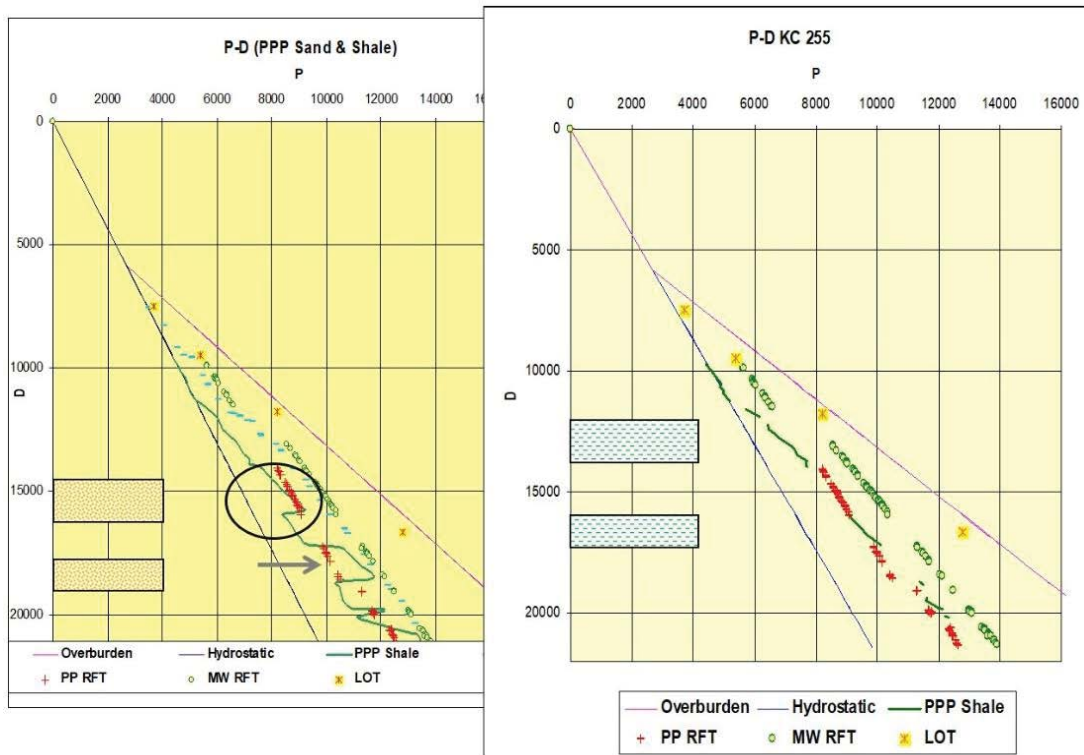 P-D (PPP Sand & Shale)
P
0 2000 4000 6000 8000 10000 12000 14000
0
5000
10000
D
15000
20000
Overburden Hydrostatic PPP Shale
PP RFT MW RFT LOT
P-D KC 255
P
0 2000 4000 6000 8000 10000 12000 14000 16000
0
5000
10000
D
15000
20000
Overburden Hydrostatic PPP Shale
PP RFT MW RFT LOT